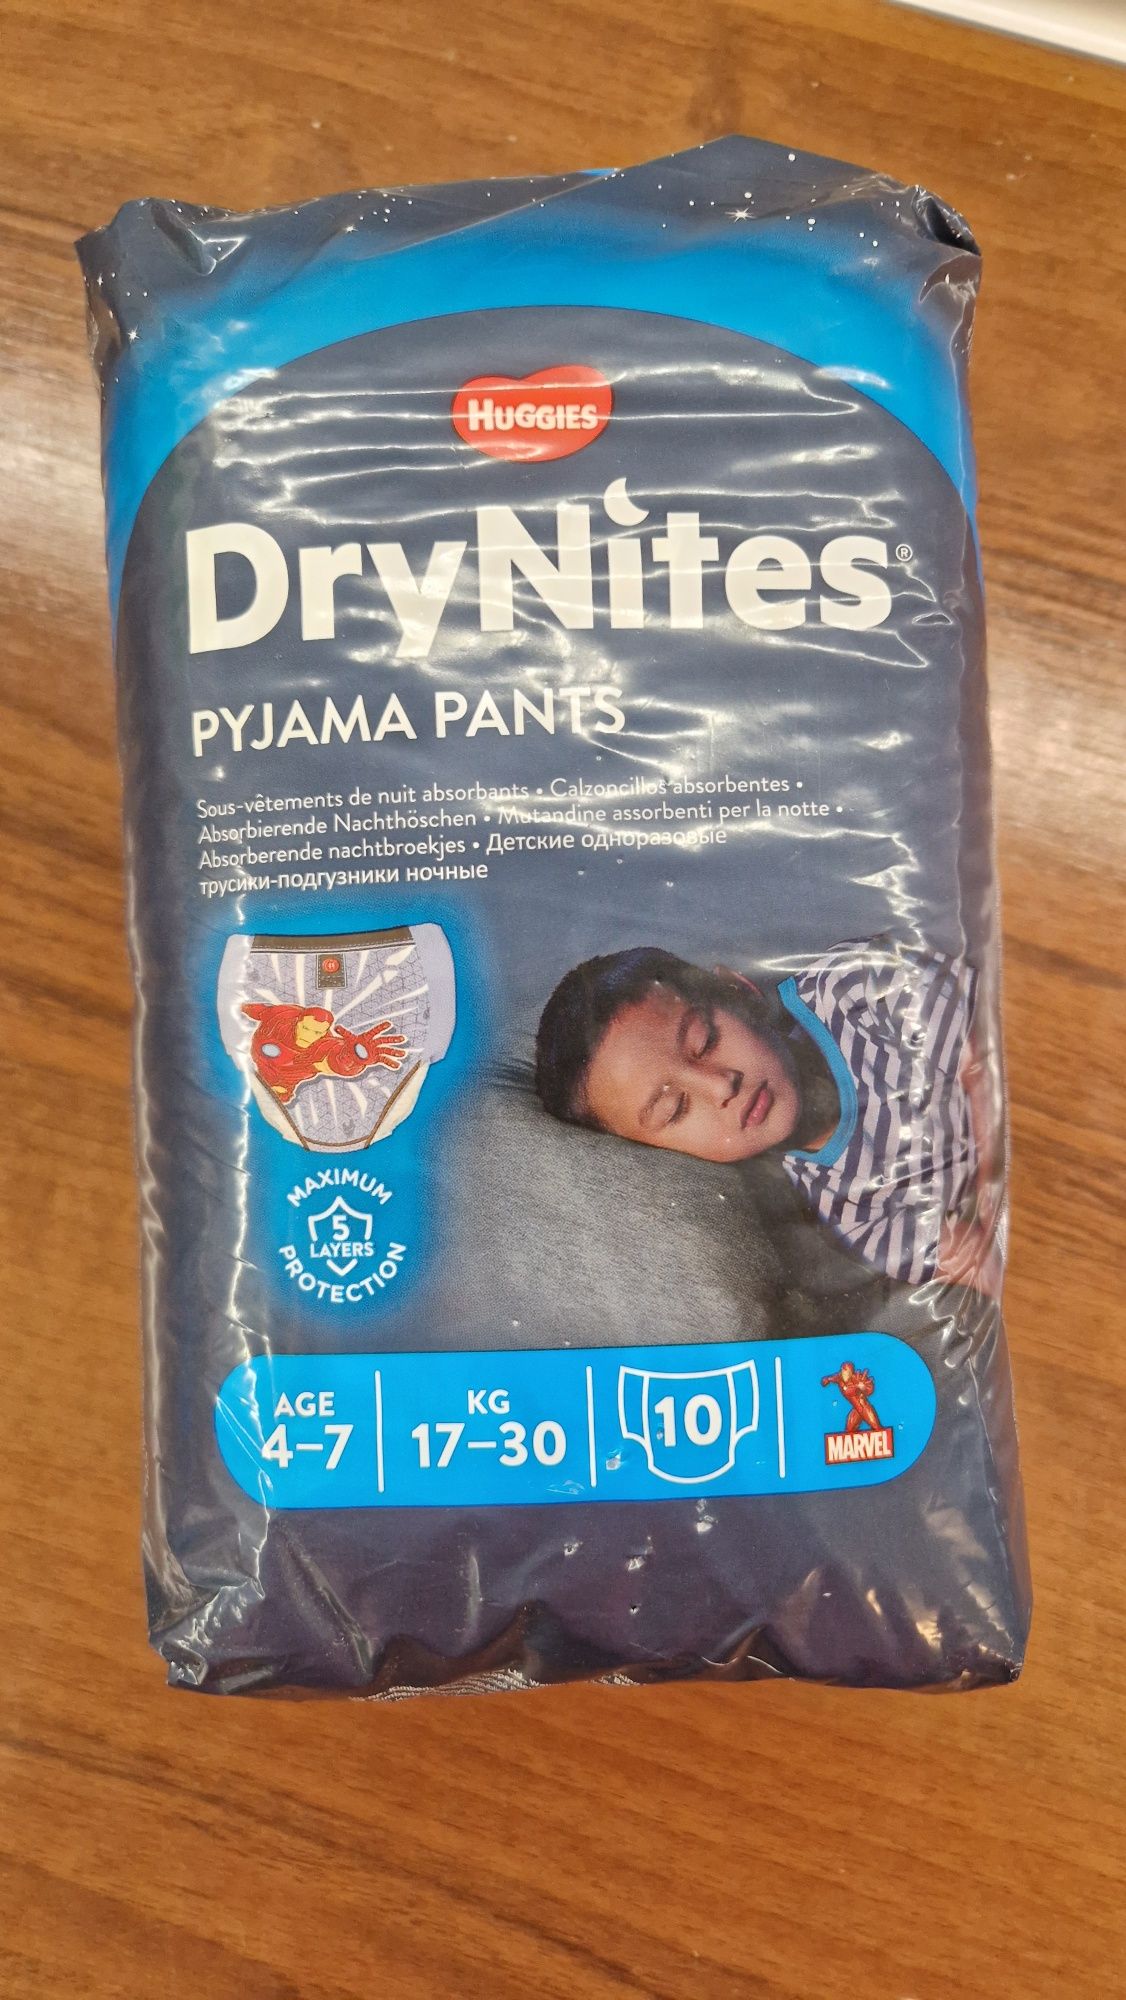 HUGGIES
DryNites®
PYJAMA PANTS
Sous-vêtements de nuit absorbants • Calzoncillos absorbentes •
Absorbierende Nachthöschen • Mutandine assorbenti per la notte •
Absorberende nachtbroekjes • Детские одноразовые
трусики-подгузники ночные
MAXIMUM
5
LAYERS
PROTECTION
AGE
4–7
KG
17–30
10
MARVEL